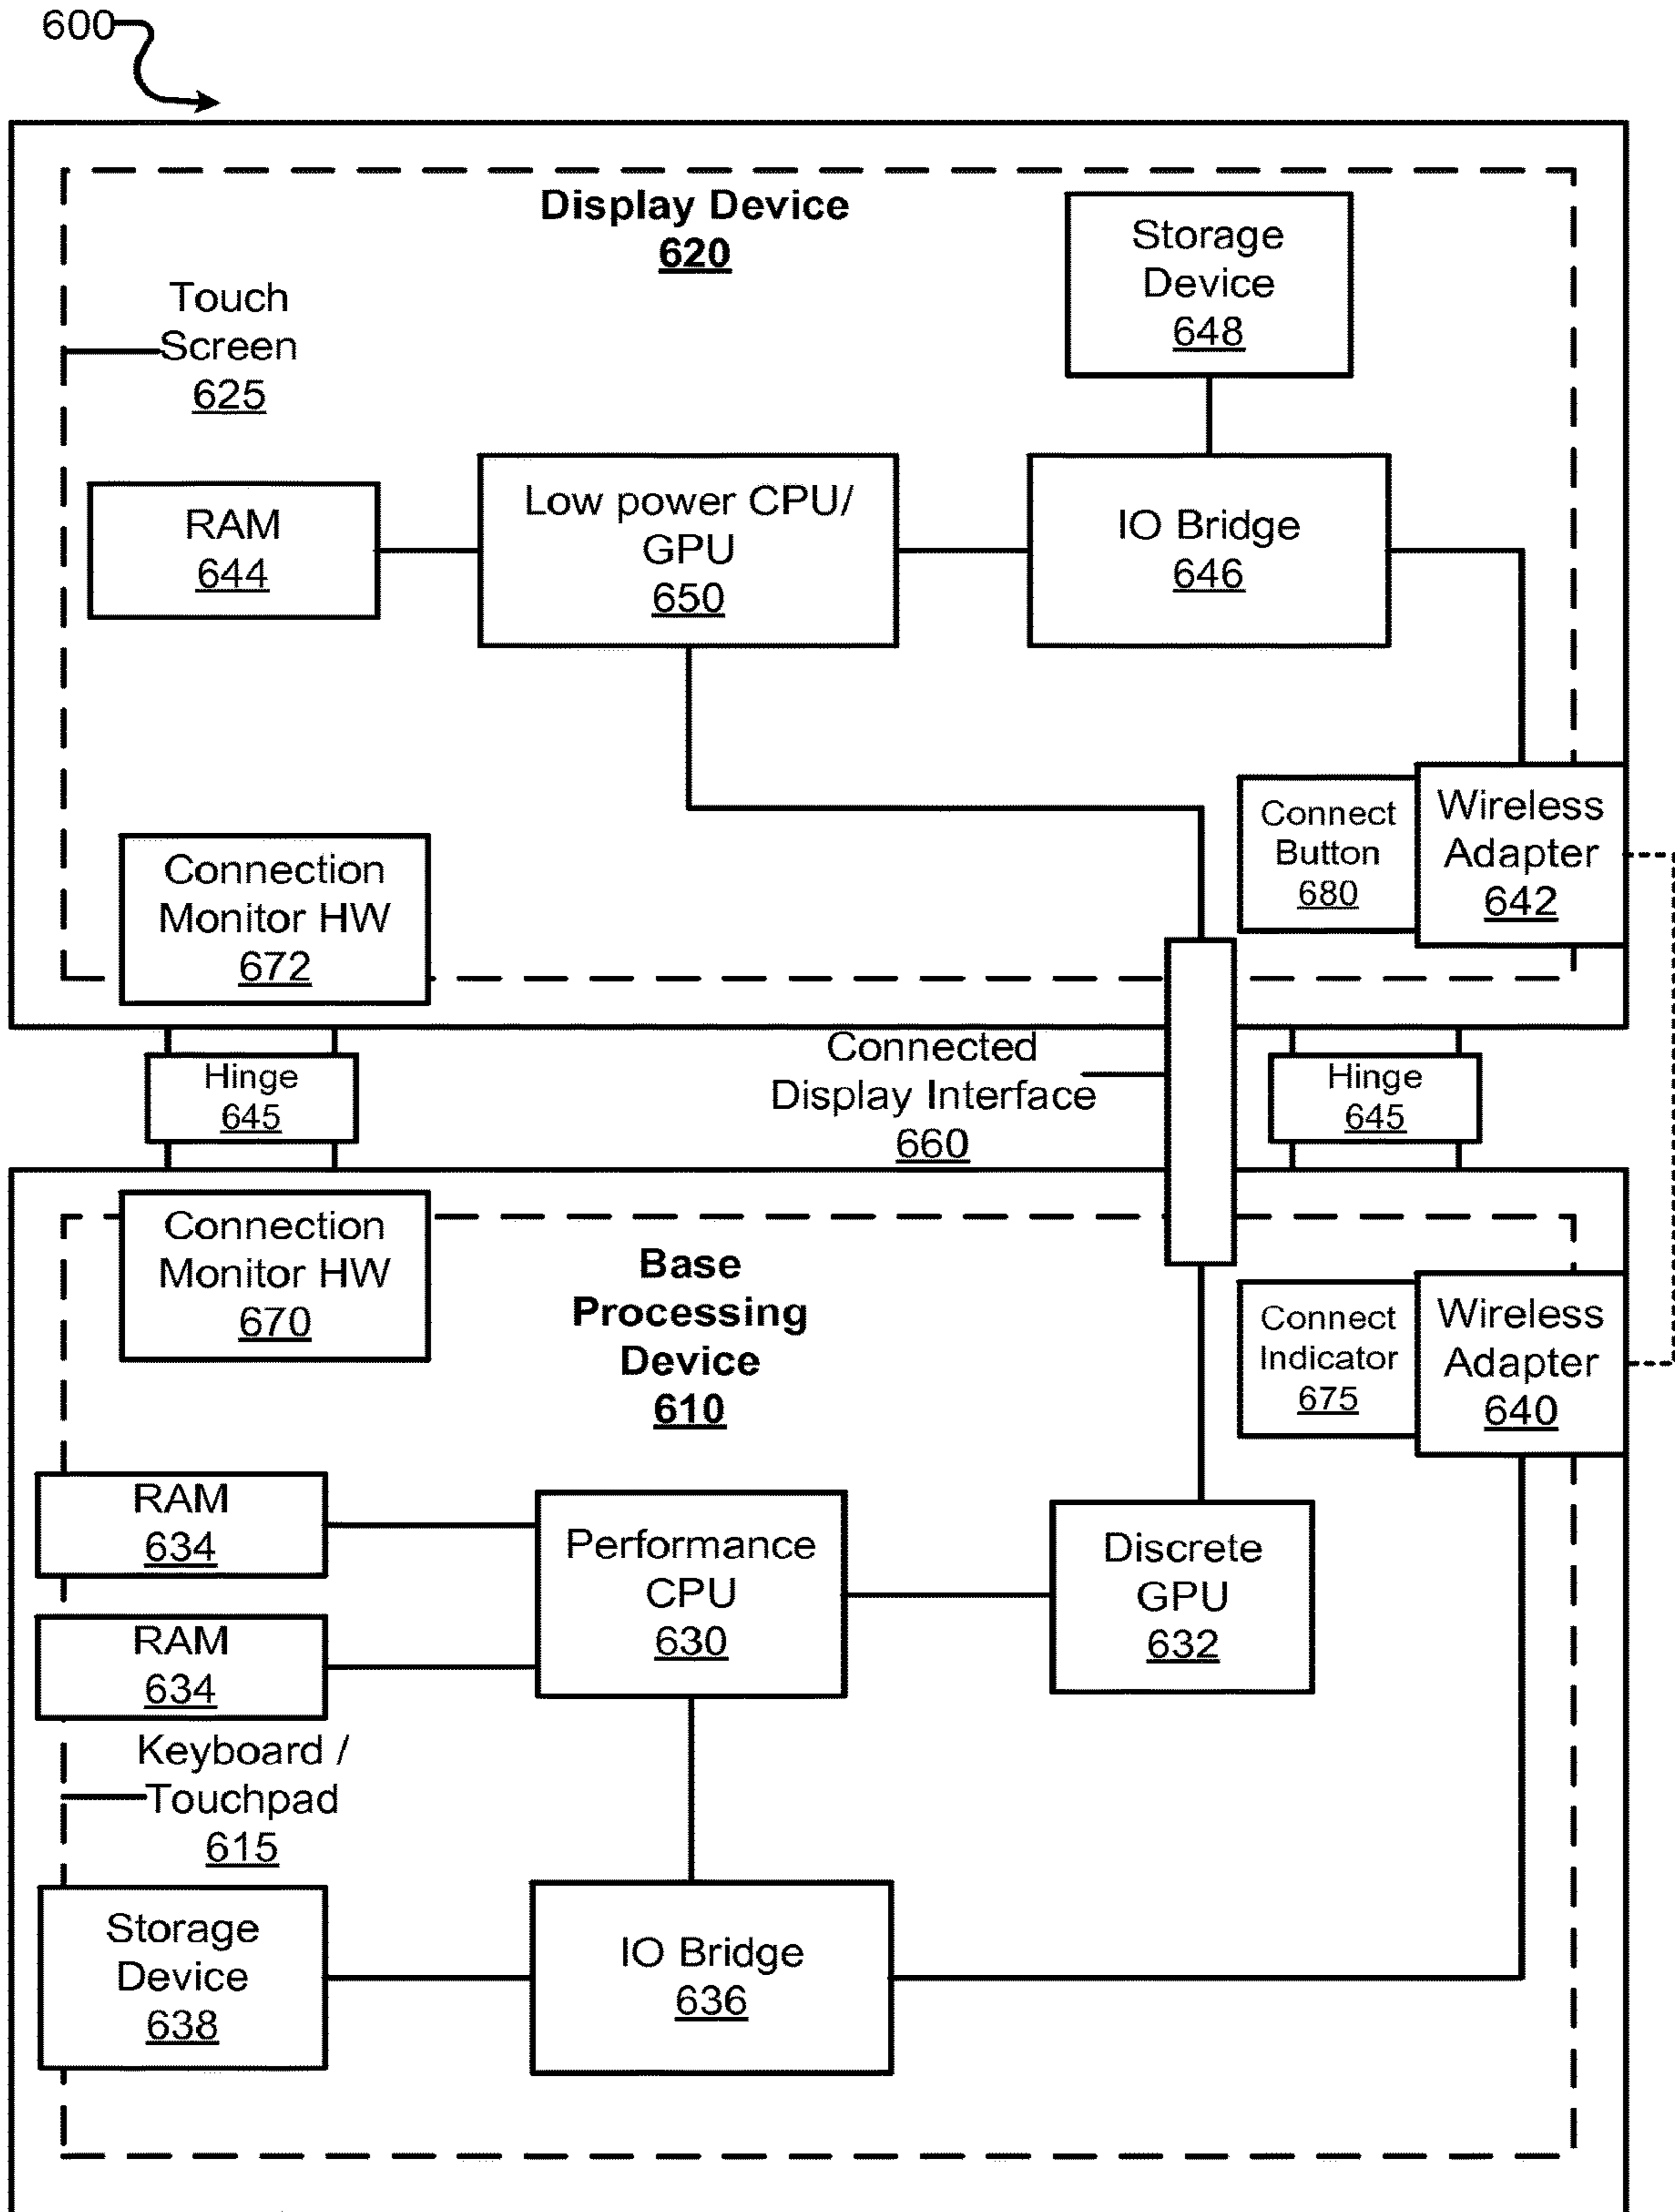 600
Display Device
620
Storage
Device
648
Touch
Screen
625
RAM
644
Low power CPU/
GPU
650
IO Bridge
646
Connect
Button
680
Wireless
Adapter
642
Connection
Monitor HW
672
Hinge
645
Connected
Display Interface
660
Hinge
645
Connection
Monitor HW
670
Base
Processing
Device
610
Connect
Indicator
675
Wireless
Adapter
640
RAM
634
Performance
CPU
630
Discrete
GPU
632
RAM
634
Keyboard /
Touchpad
615
Storage
Device
638
IO Bridge
636